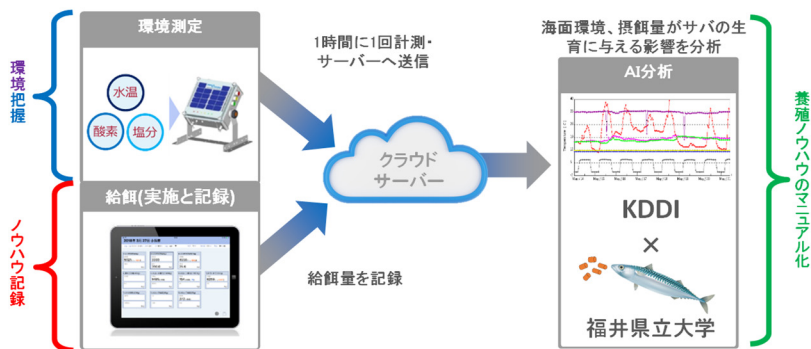 環境測定
水温
酸素
塩分
環境把握
給餌(実施と記録)
ノウハウ記録
1時間に1回計測・
サーバーへ送信
クラウド
サーバー
給餌量を記録
海面環境、摂餌量がサバの生
育に与える影響を分析
AI分析
KDDI
×
福井県立大学
養殖ノウハウのマニュアル化